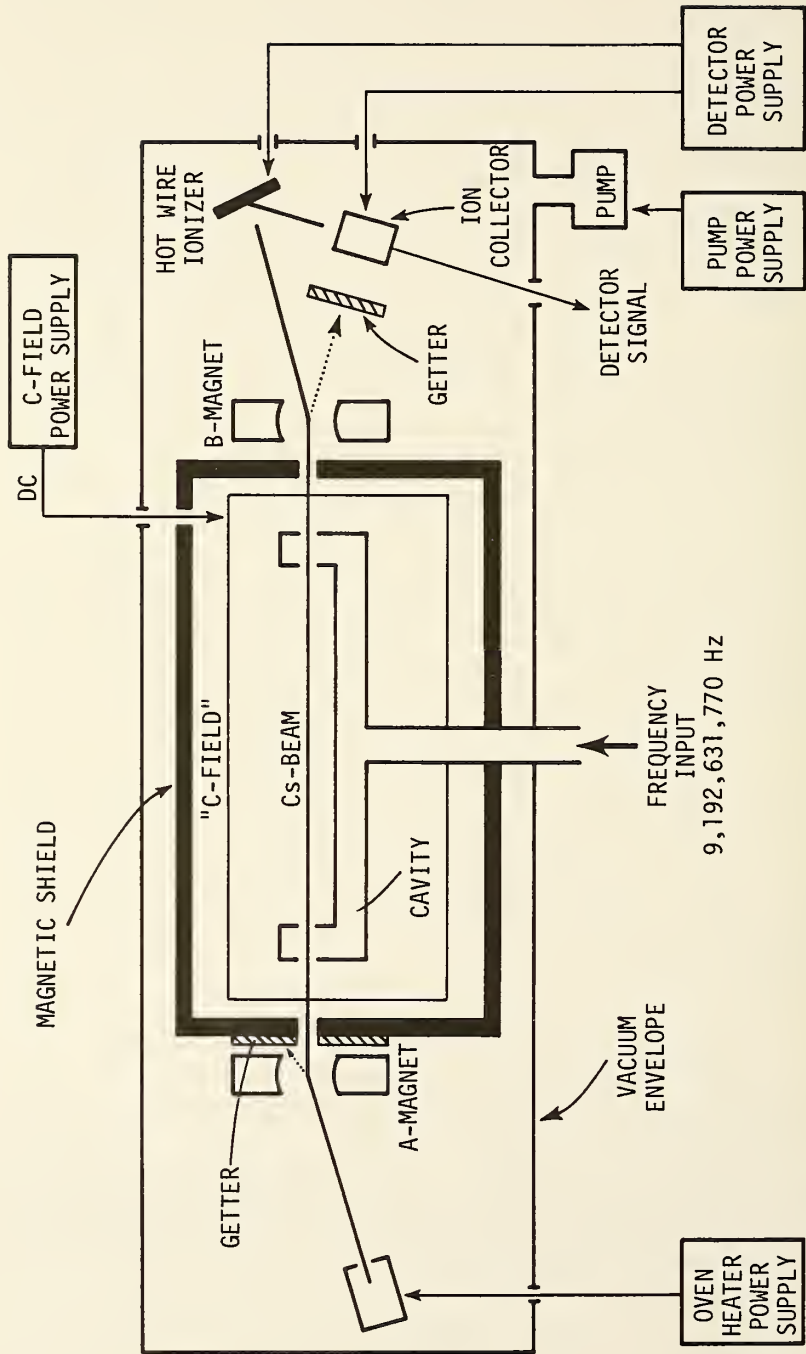 C-FIELD
POWER SUPPLY
DC
MAGNETIC SHIELD
"C-FIELD"
B-MAGNET
HOT WIRE
IONIZER
GETTER
Cs-BEAM
CAVITY
A-MAGNET
GETTER
ION
COLLECTOR
DETECTOR
SIGNAL
VACUUM
ENVELOPE
PUMP
FREQUENCY
INPUT
9,192,631,770 Hz
OVEN
HEATER
POWER
SUPPLY
PUMP
POWER
SUPPLY
DETECTOR
POWER
SUPPLY